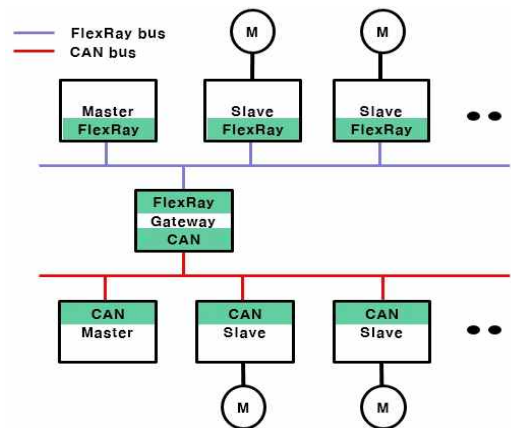 FlexRay bus
CAN bus
M
M
Master
FlexRay
Slave
FlexRay
Slave
FlexRay
FlexRay
Gateway
CAN
CAN
Master
CAN
Slave
CAN
Slave
M
M